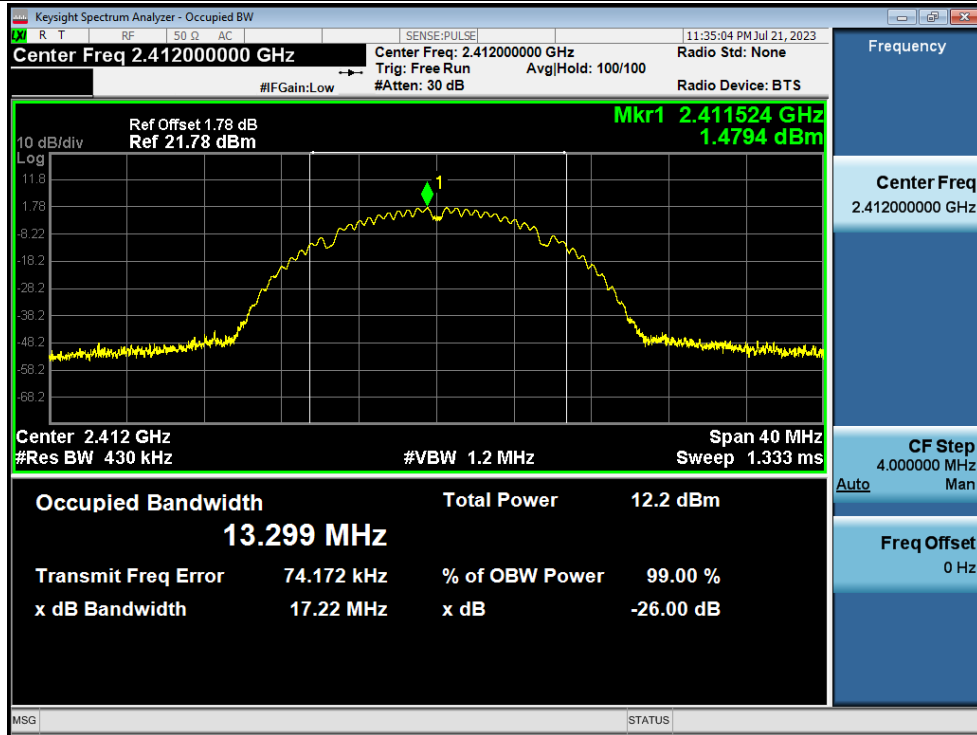 Keysight Spectrum Analyzer - Occupied BW
LXI R T RF 50 Ω AC SENSE:PULSE 11:35:04 PM Jul 21, 2023
Center Freq 2.412000000 GHz
#IFGain:Low
Center Freq: 2.412000000 GHz
Trig: Free Run Avg|Hold: 100/100
#Atten: 30 dB
Radio Std: None
Radio Device: BTS
Frequency
Mkr1 2.411524 GHz
1.4794 dBm
Ref Offset 1.78 dB
10 dB/div Ref 21.78 dBm
Log
11.8
1.78
-8.22
-18.2
-28.2
-38.2
-48.2
-58.2
-68.2
1
Center 2.412 GHz Span 40 MHz
#Res BW 430 kHz #VBW 1.2 MHz Sweep 1.333 ms
Occupied Bandwidth Total Power 12.2 dBm
13.299 MHz
Transmit Freq Error 74.172 kHz % of OBW Power 99.00 %
x dB Bandwidth 17.22 MHz x dB -26.00 dB
Center Freq
2.412000000 GHz
CF Step
4.000000 MHz
Auto Man
Freq Offset
0 Hz
MSG STATUS